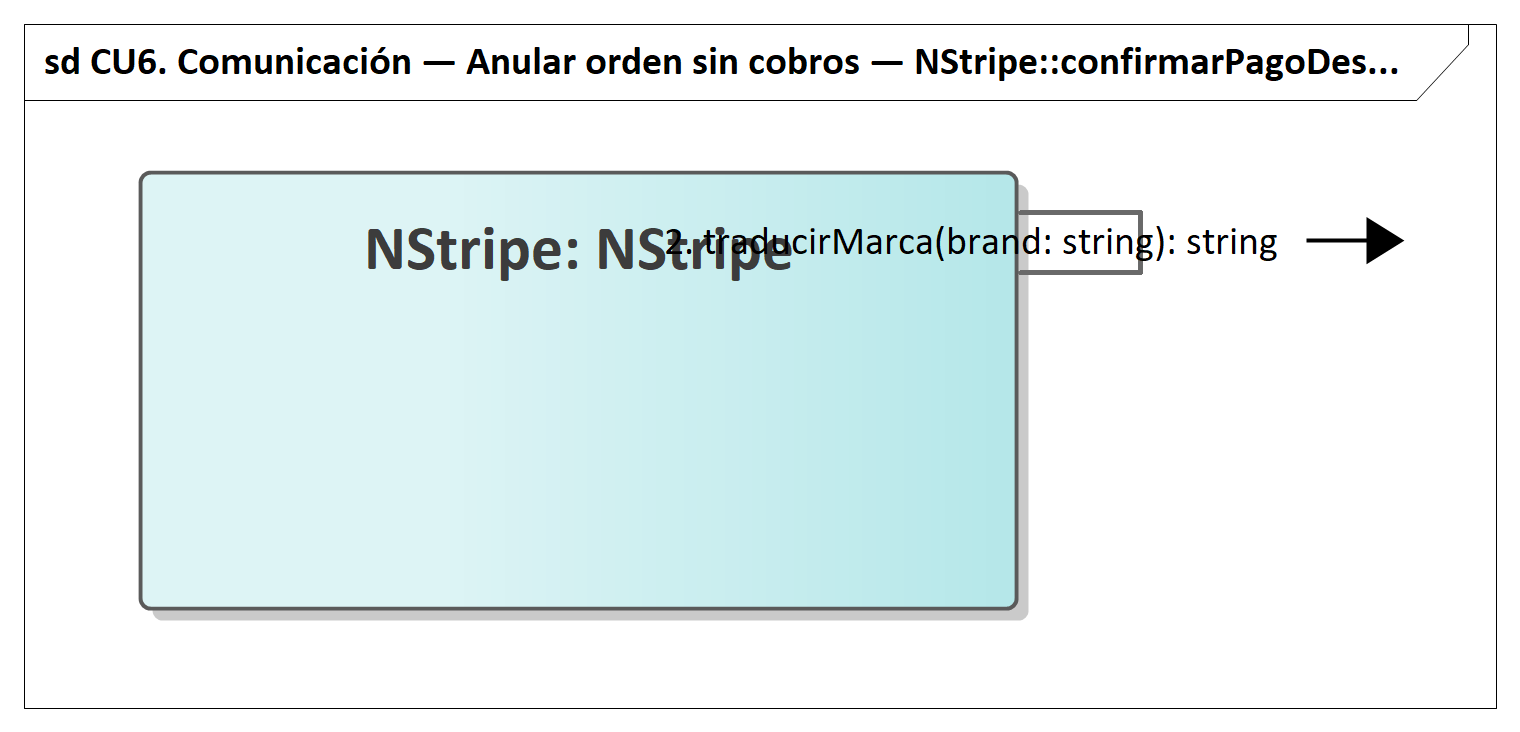 sd CU6. Comunicación — Anular orden sin cobros — NStripe::confirmarPagoDes...
NStripe: NStripe
2. traducirMarca(brand: string): string